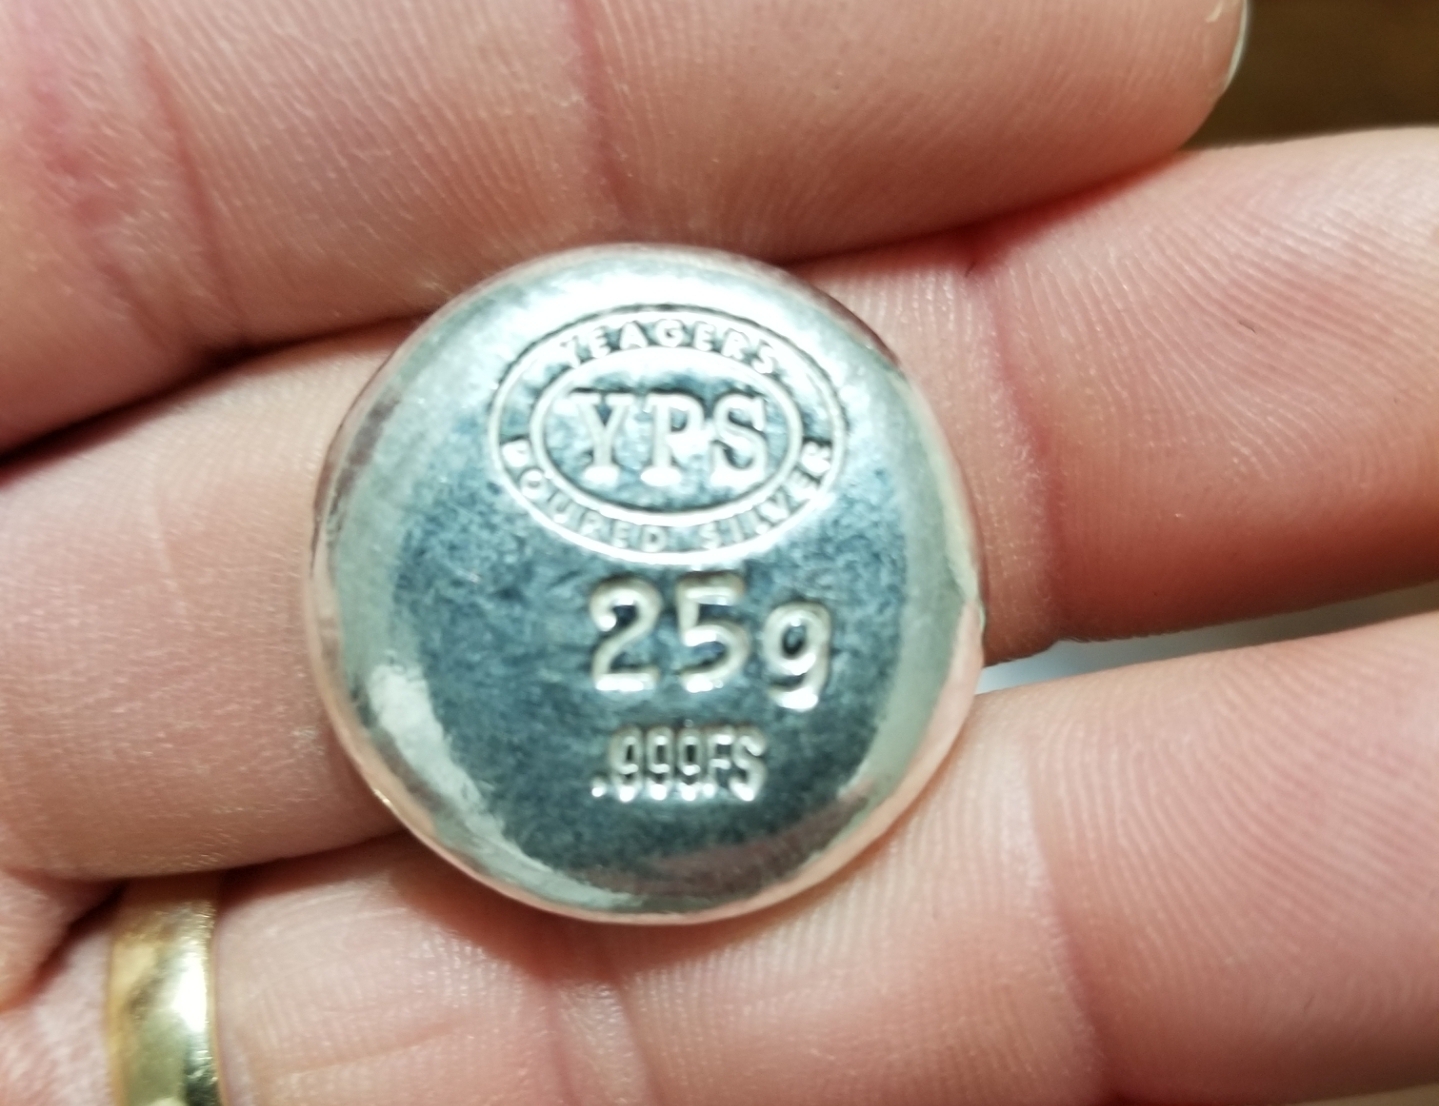 YEAGERS
YPS
POURED SILVER
25g
.999FS